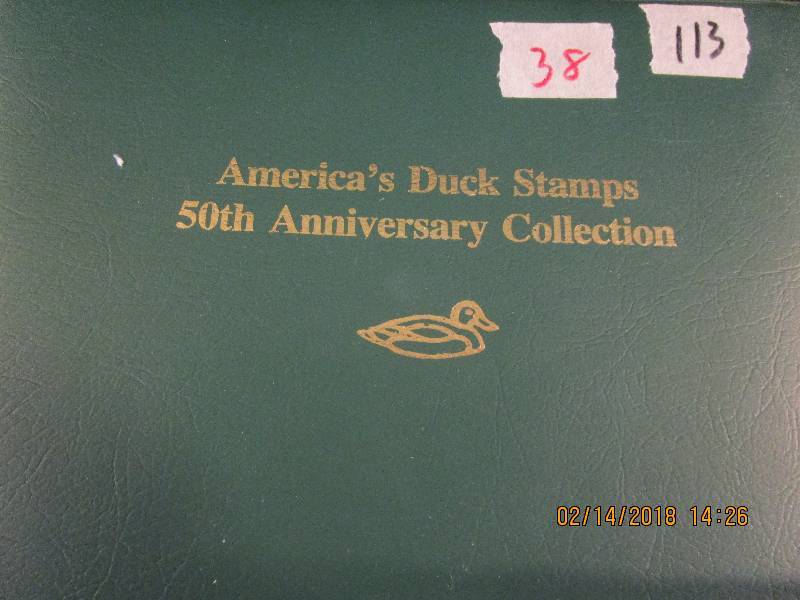 38
113
America's Duck Stamps
50th Anniversary Collection
02/14/2018 14:26